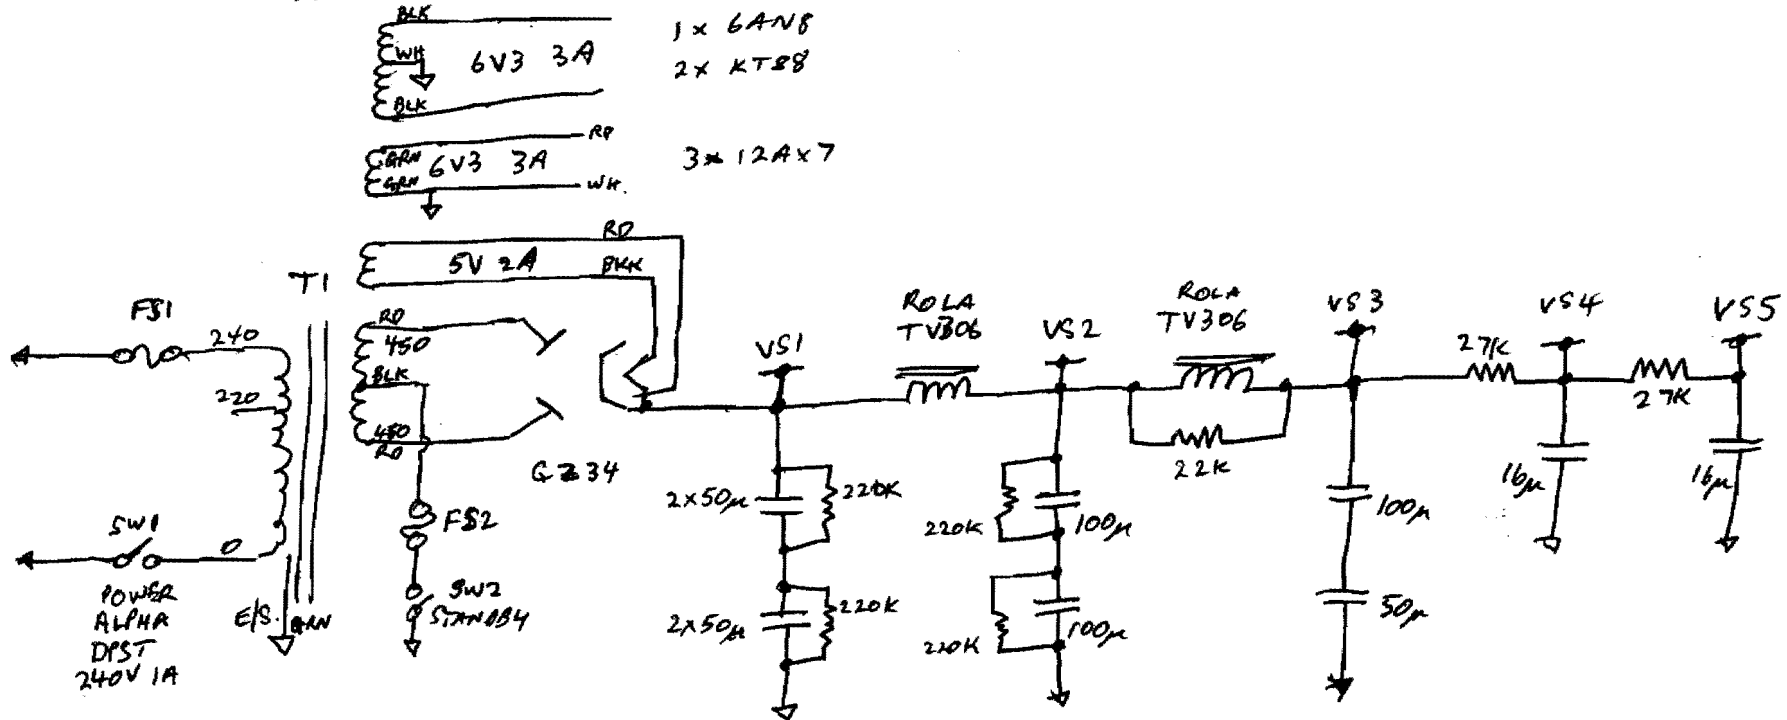 BLK
1 x 6AN8
WH
6V3 3A
2x KT88
BLK
RP
GRN 6V3 3A
3x 12AX7
GRN
WH.
RD
5V 2A
BKK
T1
FS1
240
RD
450
ROLA
TV306
ROLA
TV306
VS1
VS2
VS3
VS4
VS5
BLK
220
27K
27K
450
RD
22K
GZ34
2x50μ
220K
220K
100μ
100μ
16μ
16μ
SW1
0
FS2
POWER
ALPHA
DPST
240V 1A
E/S.
GRN
SW2
STANDBY
2x50μ
220K
220K
100μ
50μ